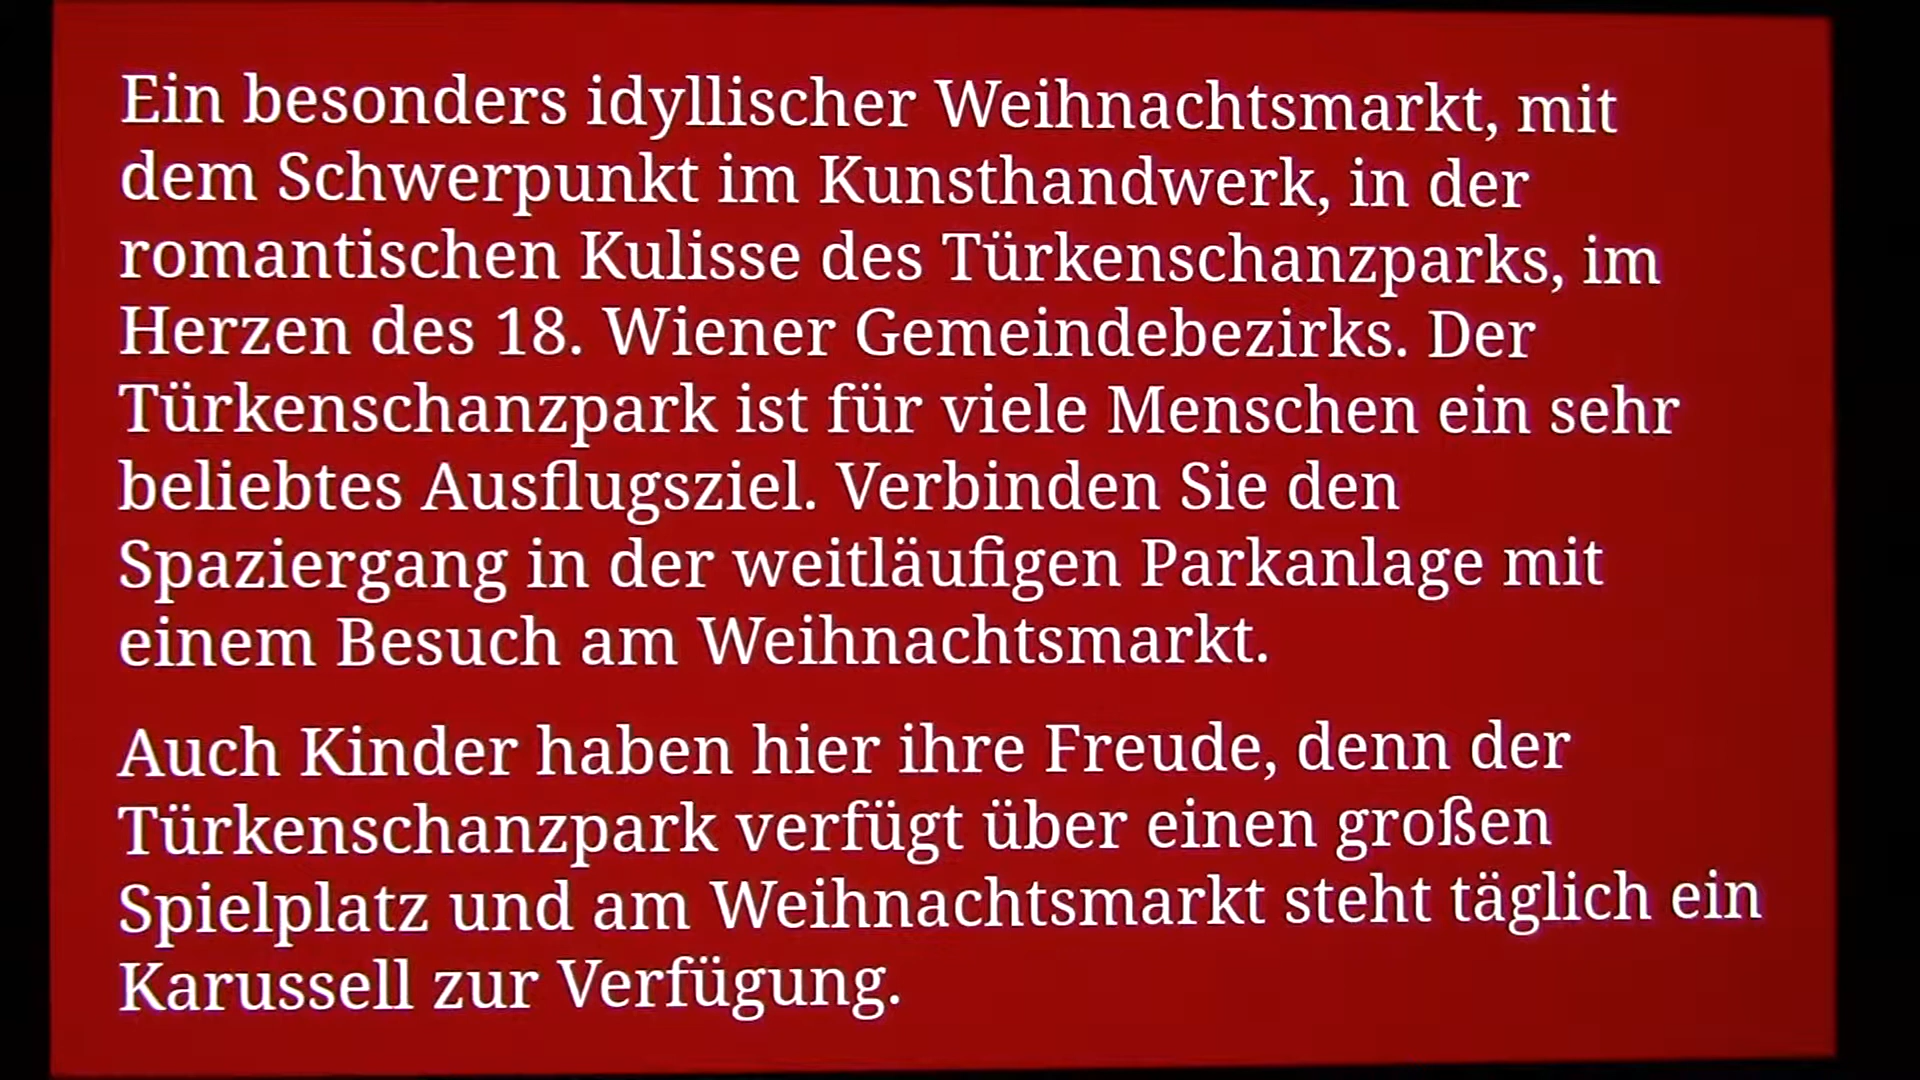 Ein besonders idyllischer Weihnachtsmarkt, mit
dem Schwerpunkt im Kunsthandwerk, in der
romantischen Kulisse des Türkenschanzparks, im
Herzen des 18. Wiener Gemeindebezirks. Der
Türkenschanzpark ist für viele Menschen ein sehr
beliebtes Ausflugsziel. Verbinden Sie den
Spaziergang in der weitläufigen Parkanlage mit
einem Besuch am Weihnachtsmarkt.
Auch Kinder haben hier ihre Freude, denn der
Türkenschanzpark verfügt über einen großen
Spielplatz und am Weihnachtsmarkt steht täglich ein
Karussell zur Verfügung.